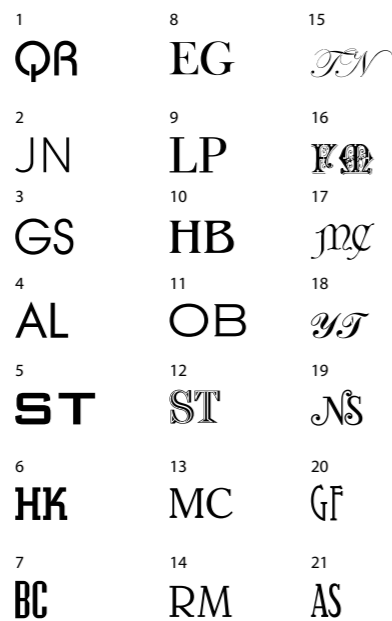 1 8 15
QR EG TN
2 9 16
JN LP FM
3 10 17
GS HB MC
4 11 18
AL OB YT
5 12 19
ST ST NS
6 13 20
HK MC GF
7 14 21
BC RM AS